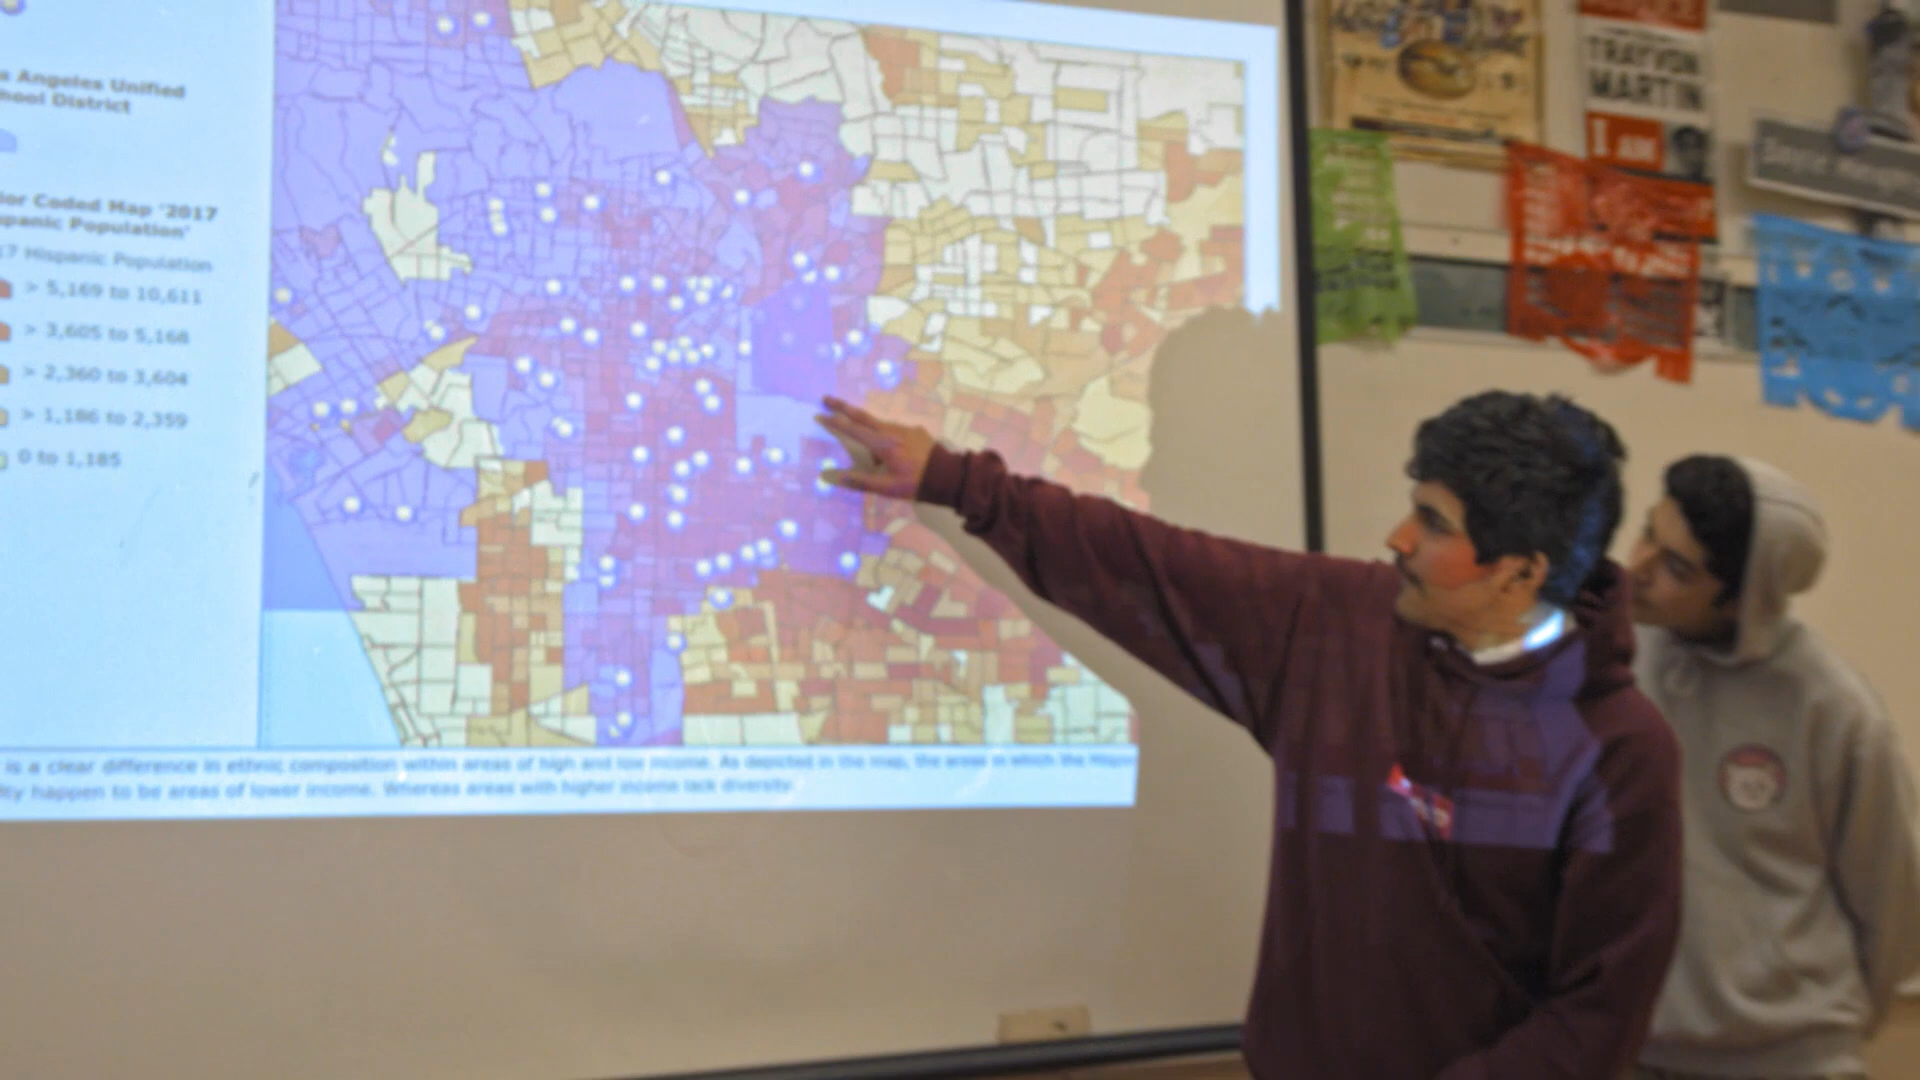 s Angeles Unified
hool District
lor Coded Map '2017
spanic Population'
17 Hispanic Population
> 5,169 to 10,611
> 3,605 to 5,168
> 2,360 to 3,604
> 1,186 to 2,359
0 to 1,185
is a clear difference in ethnic composition within areas of high and low income. As depicted in the map, the areas in which the Hispa
ity happen to be areas of lower income. Whereas areas with higher income lack diversity.
TRAYVON
MARTIN
I AM